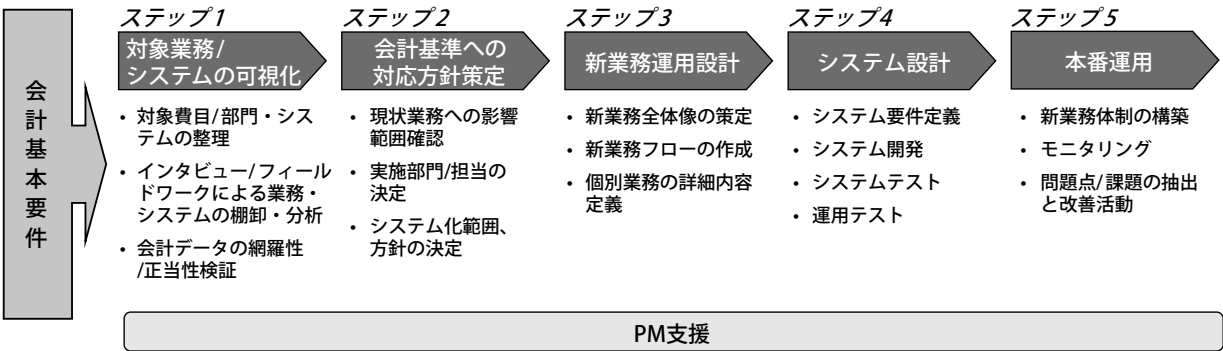 会計基本要件
ステップ1
対象業務/
システムの可視化
・ 対象費目/部門・シス
テムの整理
・ インタビュー/フィール
ドワークによる業務・
システムの棚卸・分析
・ 会計データの網羅性
/正当性検証
ステップ2
会計基準への
対応方針策定
・ 現状業務への影響
範囲確認
・ 実施部門/担当の
決定
・ システム化範囲、
方針の決定
ステップ3
新業務運用設計
・ 新業務全体像の策定
・ 新業務フローの作成
・ 個別業務の詳細内容
定義
ステップ4
システム設計
・ システム要件定義
・ システム開発
・ システムテスト
・ 運用テスト
ステップ5
本番運用
・ 新業務体制の構築
・ モニタリング
・ 問題点/課題の抽出
と改善活動
PM支援